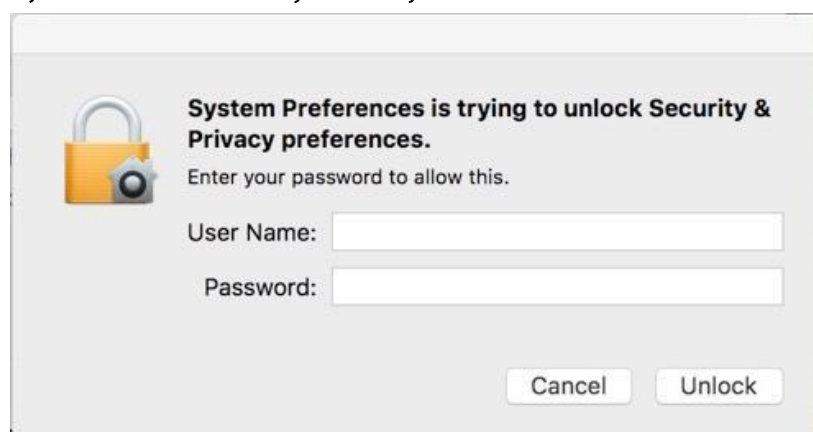 System Preferences is trying to unlock Security &
Privacy preferences.
Enter your password to allow this.
User Name:
Password:
Cancel
Unlock